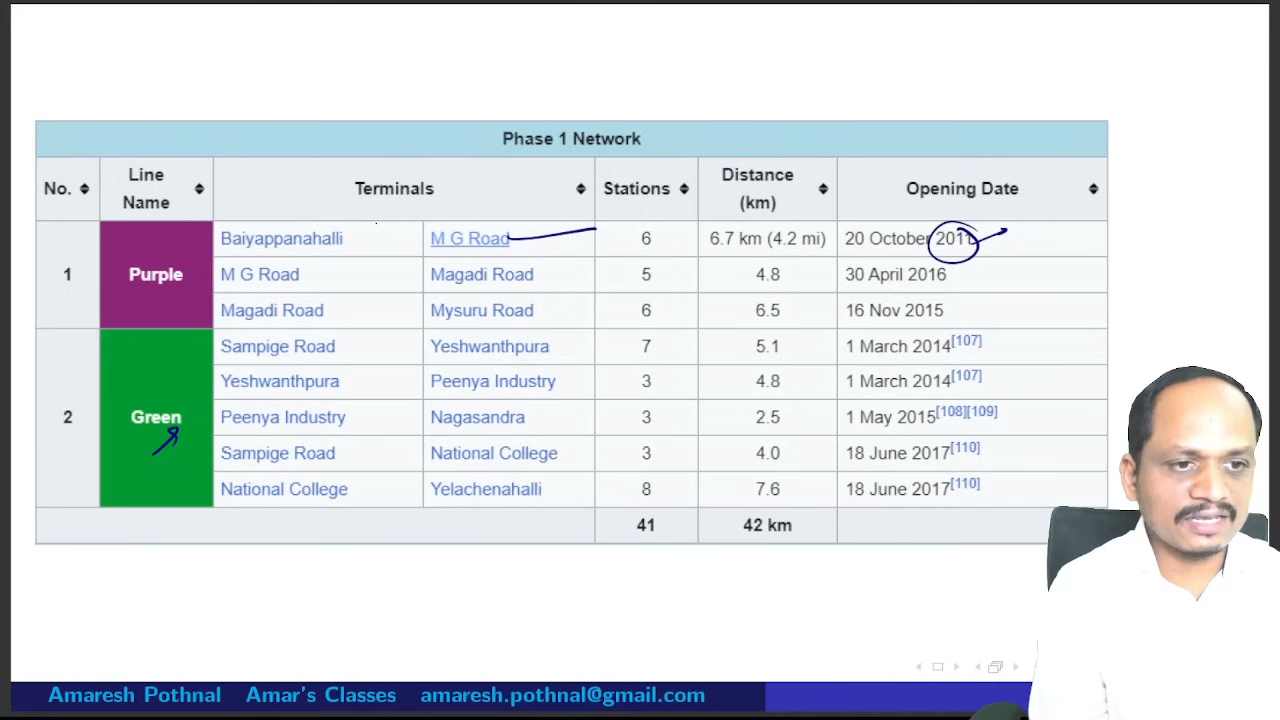 Phase 1 Network
No. Line Name Terminals Stations Distance (km) Opening Date
1 Purple Baiyappanahalli M G Road 6 6.7 km (4.2 mi) 20 October 2011
M G Road Magadi Road 5 4.8 30 April 2016
Magadi Road Mysuru Road 6 6.5 16 Nov 2015
2 Green Sampige Road Yeshwanthpura 7 5.1 1 March 2014[107]
Yeshwanthpura Peenya Industry 3 4.8 1 March 2014[107]
Peenya Industry Nagasandra 3 2.5 1 May 2015[108][109]
Sampige Road National College 3 4.0 18 June 2017[110]
National College Yelachenahalli 8 7.6 18 June 2017[110]
41 42 km
Amaresh Pothnal Amar's Classes amaresh.pothnal@gmail.com